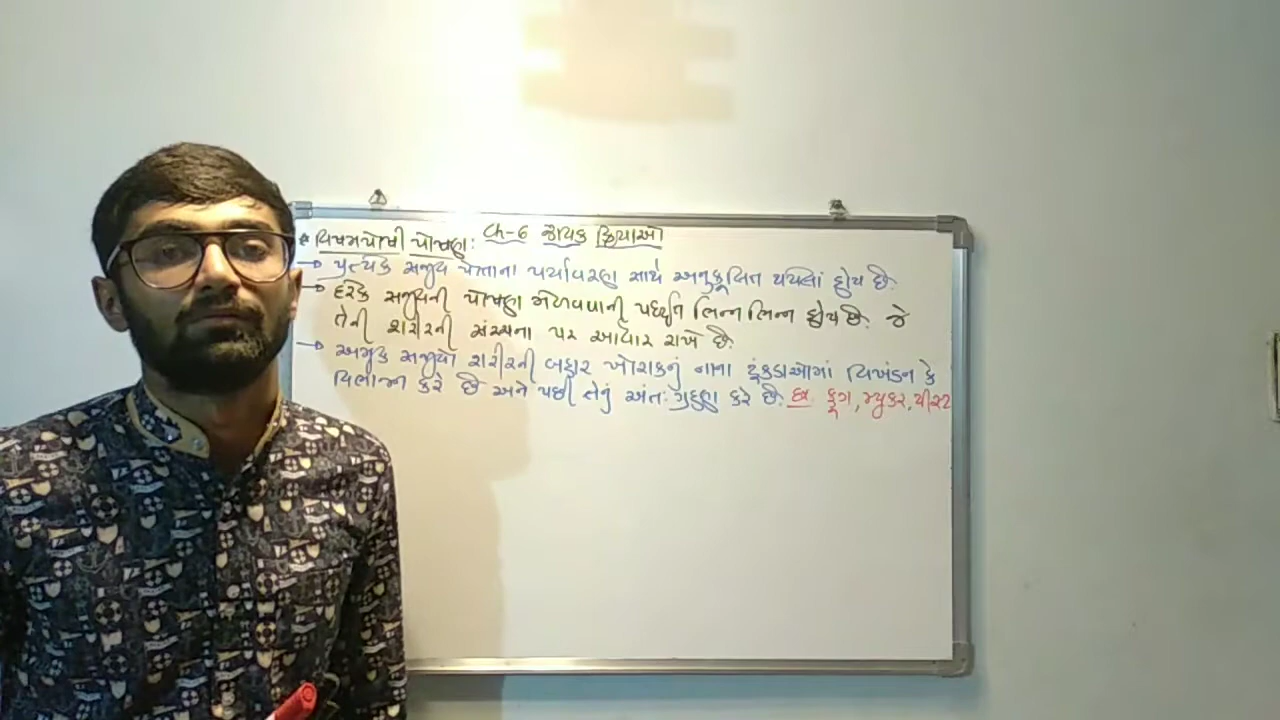 Ch-6 જૈવિક ક્રિયાઓ
* વિષમપોષી પોષણ:
→ પ્રત્યેક સજીવ પોતાના પર્યાવરણ સાથે અનુકૂલિત થયેલાં હોય છે.
→ દરેક સજીવની પોષણ મેળવવાની પદ્ધતિ ભિન્ન ભિન્ન હોય છે. જે
તેની શરીરની સંરચના પર આધાર રાખે છે.
→ અમુક સજીવો શરીરની બહાર ખોરાકનું નાના ટૂંકડાઓમાં વિખંડન કે
વિભાજન કરે છે અને પછી તેનું અંતઃગ્રહણ કરે છે. દા. ફૂગ, મ્યુકર, યીસ્ટ